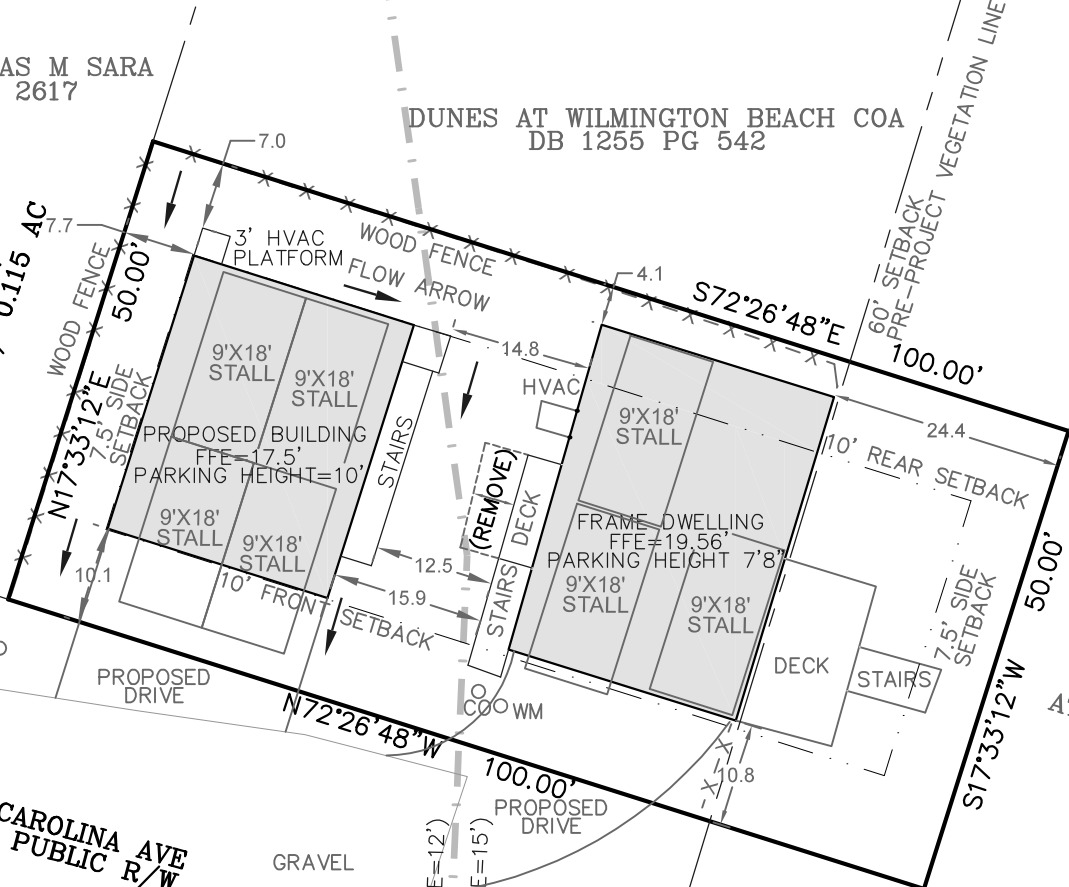 AS M SARA
2617
DUNES AT WILMINGTON BEACH COA
DB 1255 PG 542
60' SETBACK
PRE-PROJECT VEGETATION LINE
7.0
7.7
0.115 AC
WOOD FENCE
50.00'
N17°33'12"E
7.5' SIDE
SETBACK
3' HVAC
PLATFORM
WOOD FENCE
FLOW ARROW
4.1
S72°26'48"E
100.00'
14.8
HVAC
24.4
10' REAR SETBACK
9'X18'
STALL
9'X18'
STALL
PROPOSED BUILDING
FFE=17.5'
PARKING HEIGHT=10'
9'X18'
STALL
9'X18'
STALL
STAIRS
(REMOVE)
DECK
STAIRS
9'X18'
STALL
FRAME DWELLING
FFE=19.56'
PARKING HEIGHT 7'8"
9'X18'
STALL
9'X18'
STALL
DECK
STAIRS
7.5' SIDE
SETBACK
50.00'
S17°33'12"W
10.1
10' FRONT SETBACK
12.5
15.9
PROPOSED
DRIVE
CO
WM
N72°26'48"W
100.00'
10.8
PROPOSED
DRIVE
CAROLINA AVE
PUBLIC R/W
GRAVEL
E=12')
E=15')